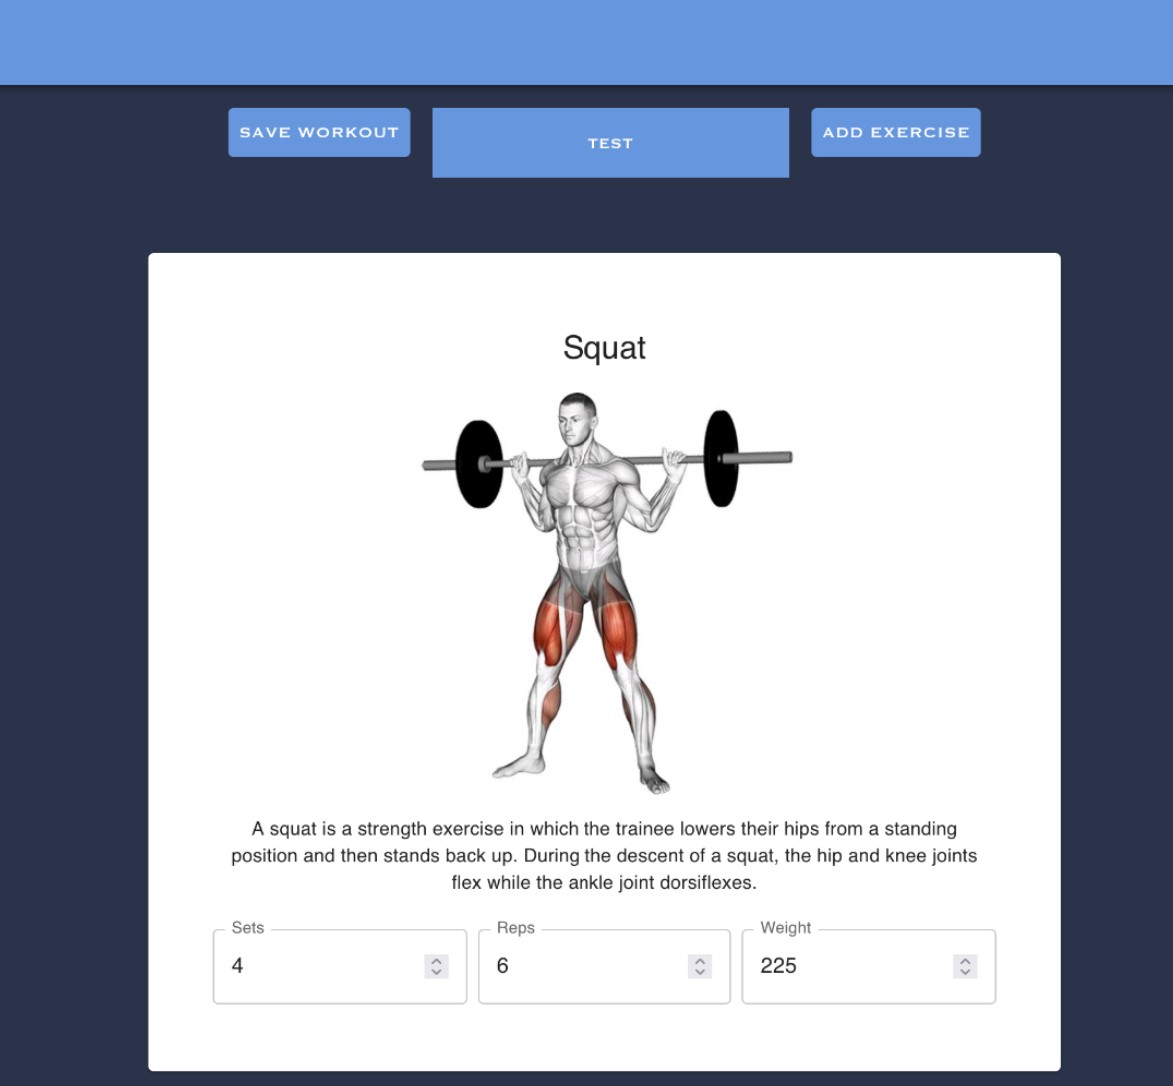 SAVE WORKOUT
TEST
ADD EXERCISE
Squat
A squat is a strength exercise in which the trainee lowers their hips from a standing
position and then stands back up. During the descent of a squat, the hip and knee joints
flex while the ankle joint dorsiflexes.
Sets
Reps
Weight
4
6
225